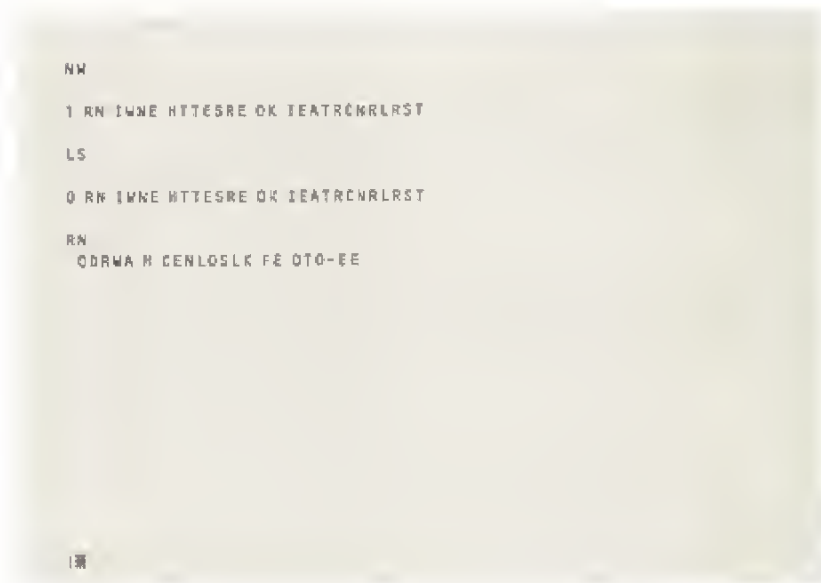 NW
1 RN IWNE HTTESRE OK IEATRCNRLRST
LS
0 RN IWNE HTTESRE OK IEATRCNRLRST
RN
ODRWA H CENLOSLK FE OTO-EE